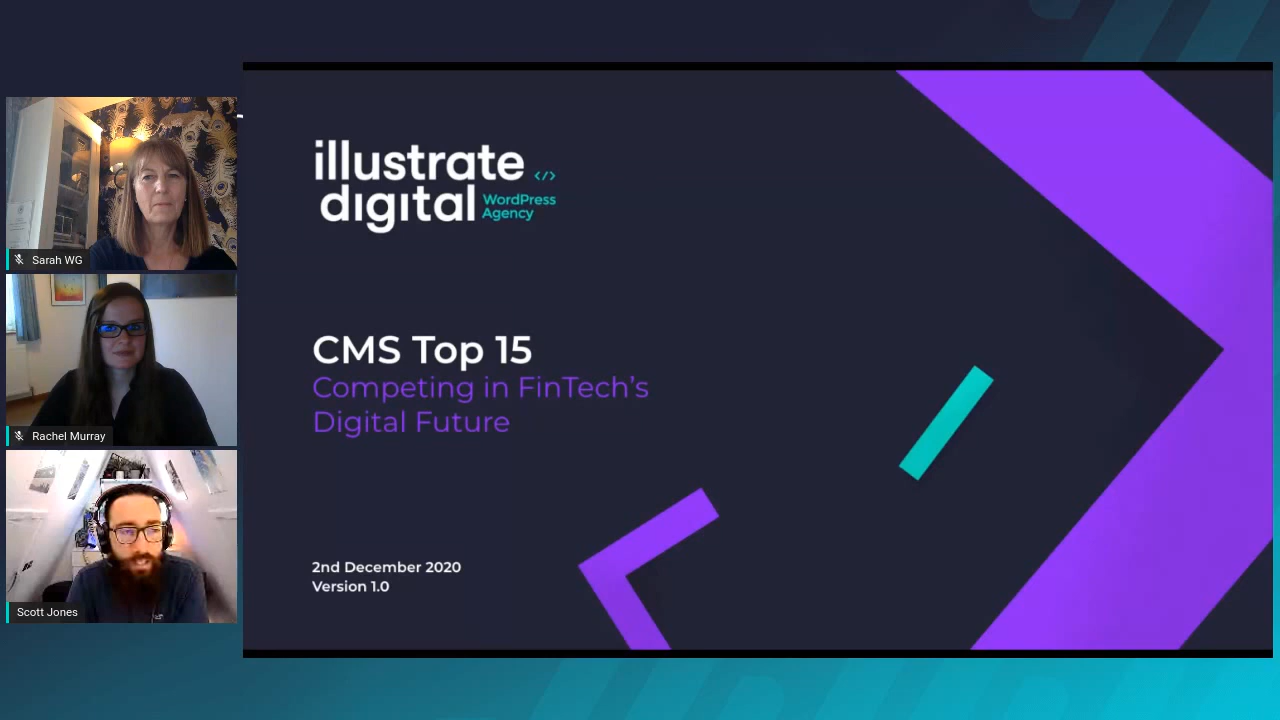 illustrate
digital
</>
WordPress
Agency
CMS Top 15
Competing in FinTech's
Digital Future
2nd December 2020
Version 1.0
Sarah WG
Rachel Murray
Scott Jones